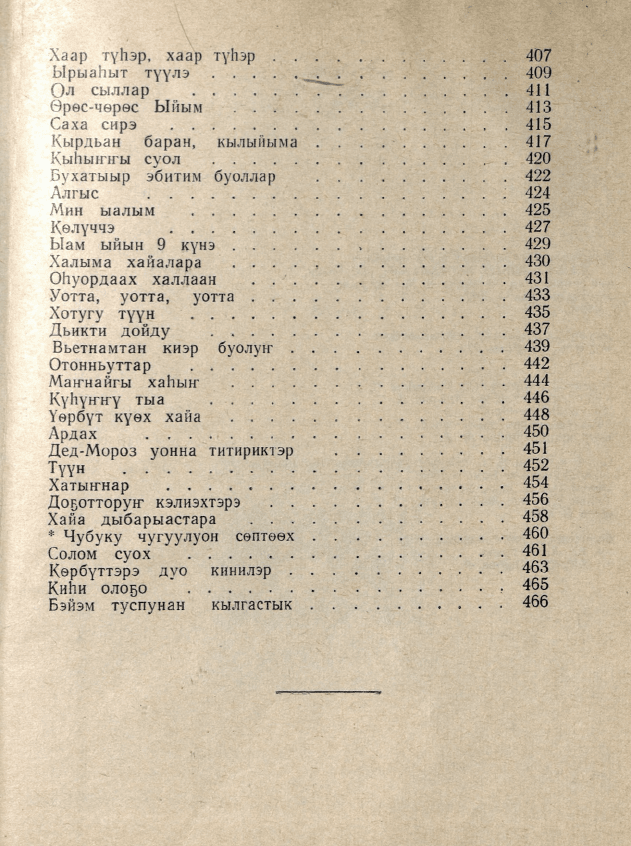 Хаар түһэр, хаар түһэр . . . . . . . . . . . . 407
Ырыаһыт түүлэ . . . . . . . . . . . . . . 409
Ол сыллар . . . . . . . . . . . . . . . 411
Өрөс-чөрөс Ыйым . . . . . . . . . . . . . 413
Саха сирэ . . . . . . . . . . . . . . . . 415
Кырдьан баран, кылыйыма . . . . . . . . . . 417
Кыһыҥҥы суол . . . . . . . . . . . . . . 420
Бухатыыр эбитим буоллар . . . . . . . . . . . 422
Алгыс . . . . . . . . . . . . . . . . . 424
Мин ыалым . . . . . . . . . . . . . . . 425
Көлүччэ . . . . . . . . . . . . . . . . 427
Ыам ыйын 9 күнэ . . . . . . . . . . . . . . 429
Халыма хайалара . . . . . . . . . . . . . 430
Оһуордаах халлаан . . . . . . . . . . . . . 431
Уотта, уотта, уотта . . . . . . . . . . . . . 433
Хотугу түүн . . . . . . . . . . . . . . . 435
Дьикти дойду . . . . . . . . . . . . . . . 437
Вьетнамтан киэр буолуҥ . . . . . . . . . . . 439
Отонньуттар . . . . . . . . . . . . . . . 442
Маҥнайгы хаһыҥ . . . . . . . . . . . . . 444
Күһүҥҥү тыа . . . . . . . . . . . . . . . 446
Үөрбүт күөх хайа . . . . . . . . . . . . . 448
Ардах . . . . . . . . . . . . . . . . . 450
Дед-Мороз уонна титириктэр . . . . . . . . . . 451
Түүн . . . . . . . . . . . . . . . . . . 452
Хатыҥнар . . . . . . . . . . . . . . . . 454
Доҕотторуҥ кэлиэхтэрэ . . . . . . . . . . . . 456
Хайа дыбарыастара . . . . . . . . . . . . . 458
* Чубуку чугуулуон сөптөөх . . . . . . . . . . 460
Солом суох . . . . . . . . . . . . . . . 461
Көрбүттэрэ дуо кинилэр . . . . . . . . . . . 463
Киһи олоҕо . . . . . . . . . . . . . . . 465
Бэйэм туспунан кылгастык . . . . . . . . . . 466